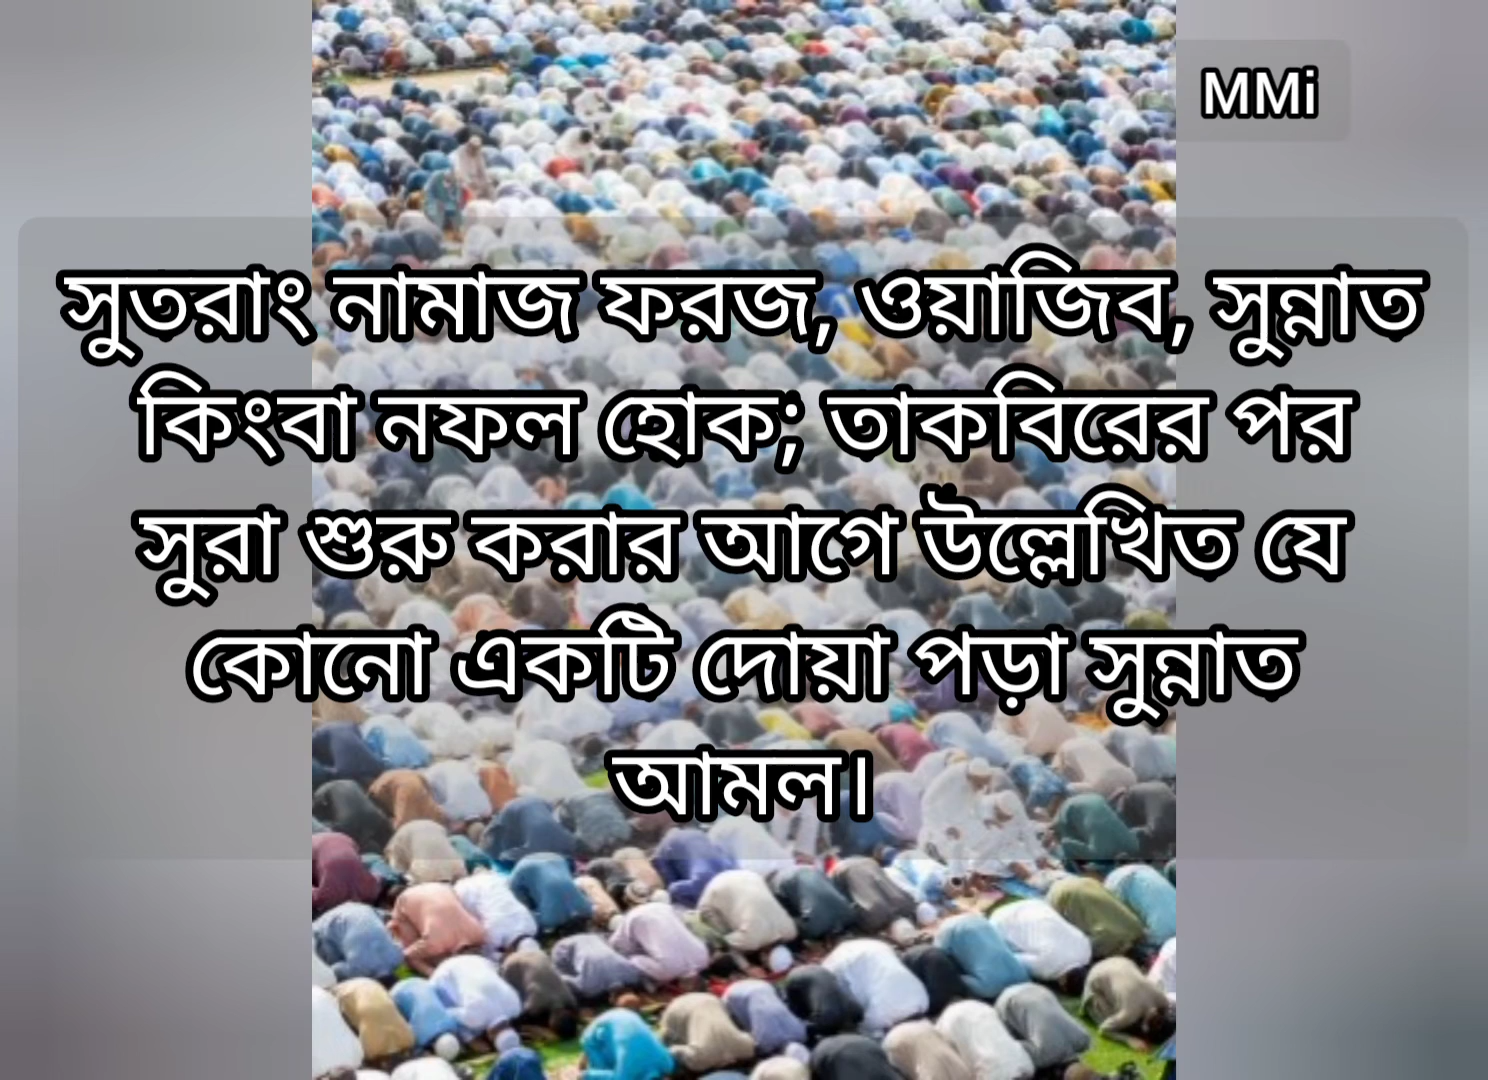 MMi
সুতরাং নামাজ ফরজ, ওয়াজিব, সুন্নাত
কিংবা নফল হোক; তাকবিরের পর
সুরা শুরু করার আগে উল্লেখিত যে
কোনো একটি দোয়া পড়া সুন্নাত
আমল।